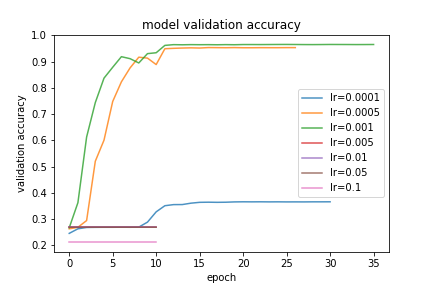 model validation accuracy
1.0
0.9
0.8
0.7
0.6
0.5
0.4
0.3
0.2
validation accuracy
lr=0.0001
lr=0.0005
lr=0.001
lr=0.005
lr=0.01
lr=0.05
lr=0.1
0 5 10 15 20 25 30 35
epoch